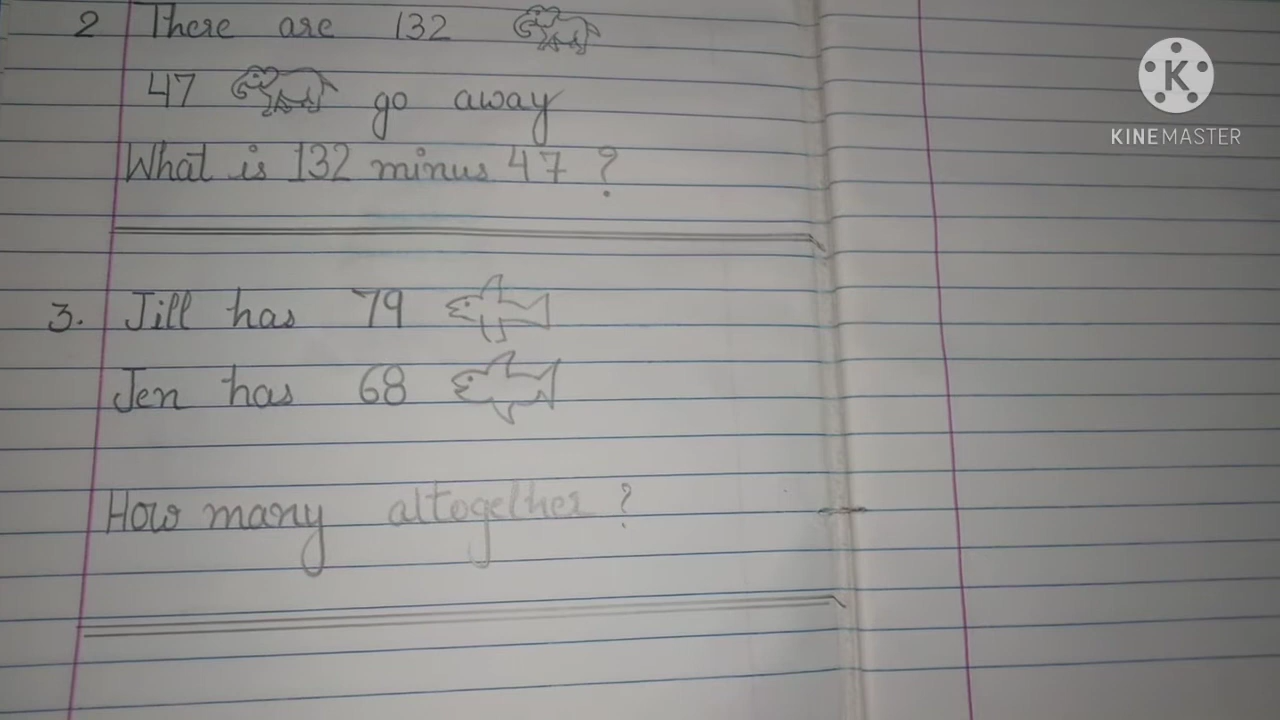 2 There are 132
47 go away
What is 132 minus 47 ?
3. Jill has 79
Jen has 68
How many altogether ?
K
KINEMASTER